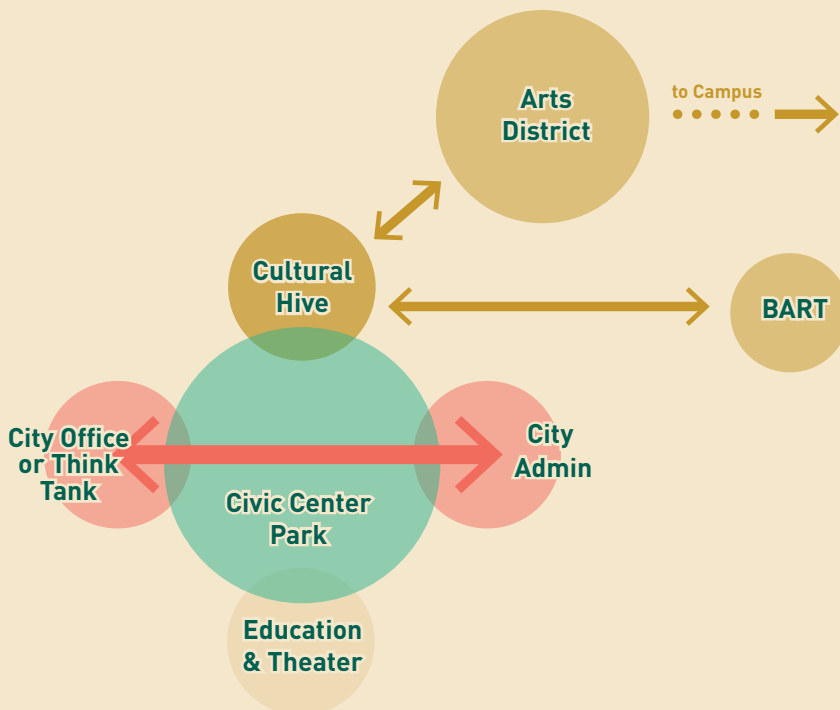 Arts
District
to Campus
Cultural
Hive
BART
City Office
or Think
Tank
City
Admin
Civic Center
Park
Education
& Theater